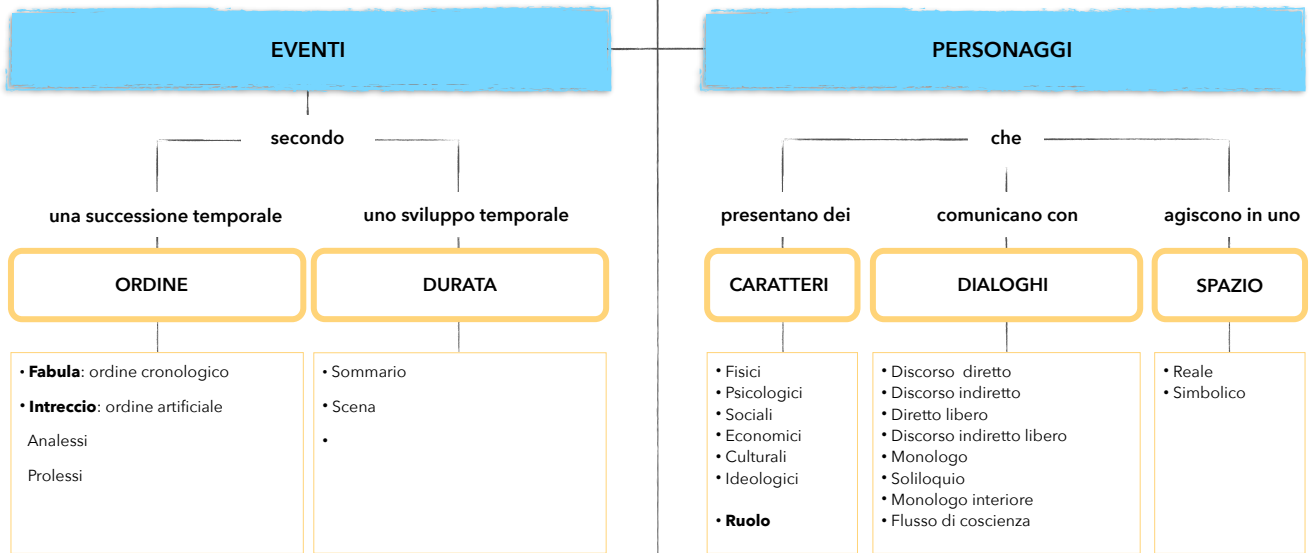 EVENTI
secondo
una successione temporale
uno sviluppo temporale
ORDINE
DURATA
• Fabula: ordine cronologico
• Intreccio: ordine artificiale
Analessi
Prolessi
• Sommario
• Scena
•
PERSONAGGI
che
presentano dei
comunicano con
agiscono in uno
CARATTERI
DIALOGHI
SPAZIO
• Fisici
• Psicologici
• Sociali
• Economici
• Culturali
• Ideologici
• Ruolo
• Discorso diretto
• Discorso indiretto
• Diretto libero
• Discorso indiretto libero
• Monologo
• Soliloquio
• Monologo interiore
• Flusso di coscienza
• Reale
• Simbolico